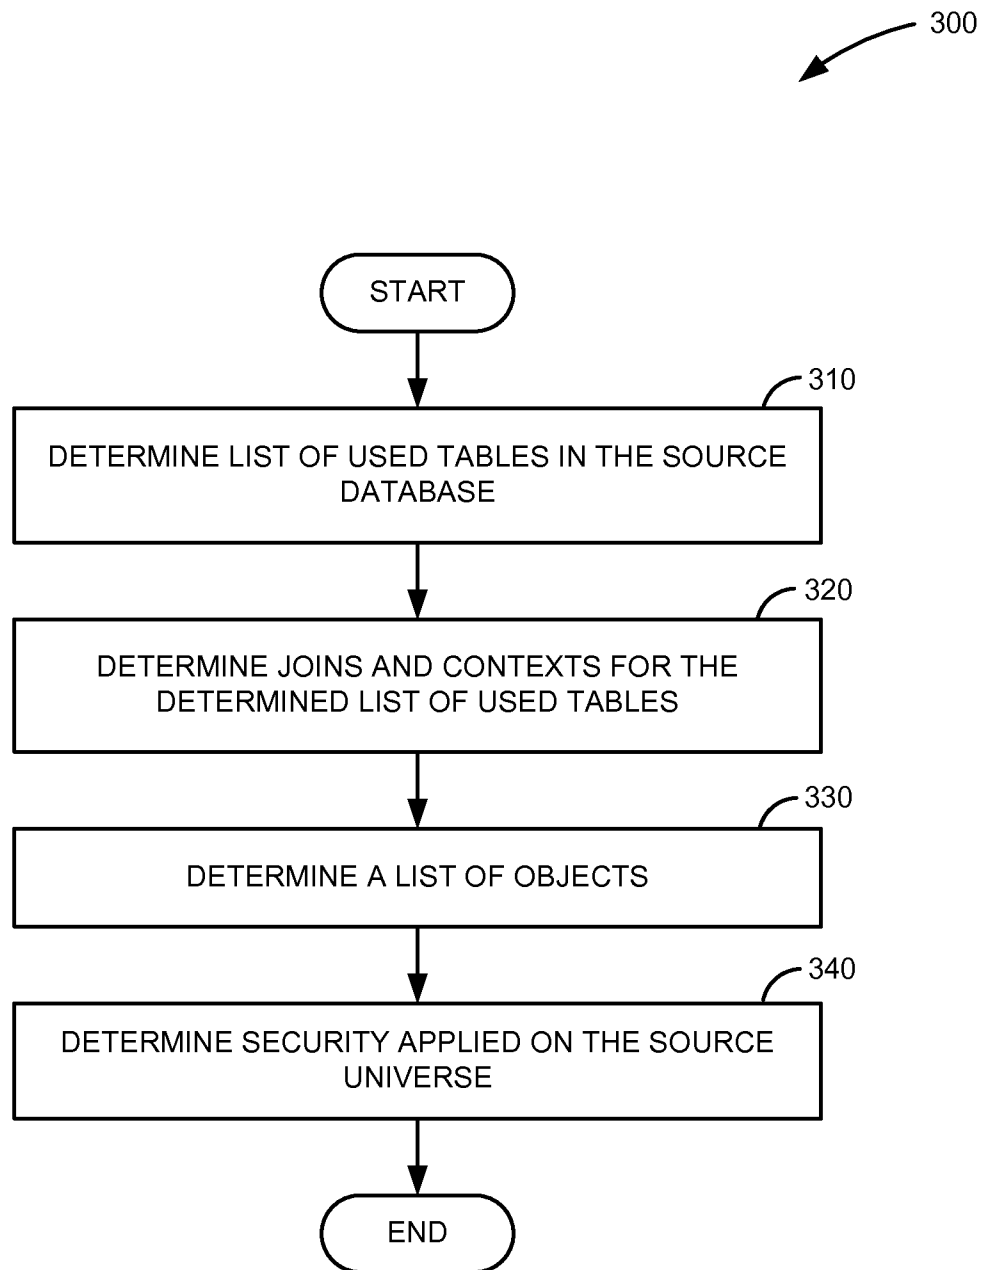 300
START
310
DETERMINE LIST OF USED TABLES IN THE SOURCE
DATABASE
320
DETERMINE JOINS AND CONTEXTS FOR THE
DETERMINED LIST OF USED TABLES
330
DETERMINE A LIST OF OBJECTS
340
DETERMINE SECURITY APPLIED ON THE SOURCE
UNIVERSE
END